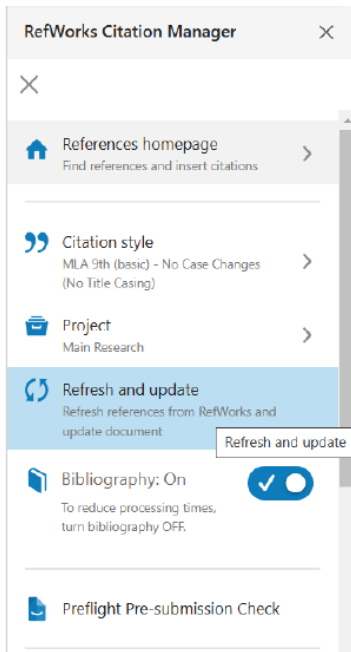 RefWorks Citation Manager
References homepage
Find references and insert citations
Citation style
MLA 9th (basic) - No Case Changes
(No Title Casing)
Project
Main Research
Refresh and update
Refresh references from RefWorks and
update document
Refresh and update
Bibliography: On
To reduce processing times,
turn bibliography OFF.
Preflight Pre-submission Check